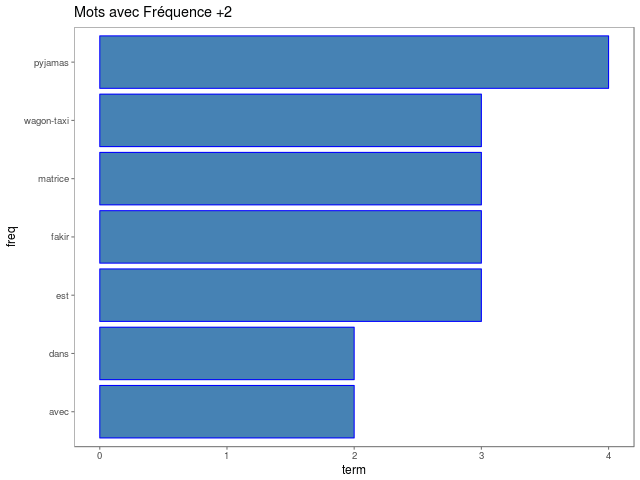 Mots avec Fréquence +2
pyjamas
wagon-taxi
matrice
fakir
est
dans
avec
freq
0 1 2 3 4
term